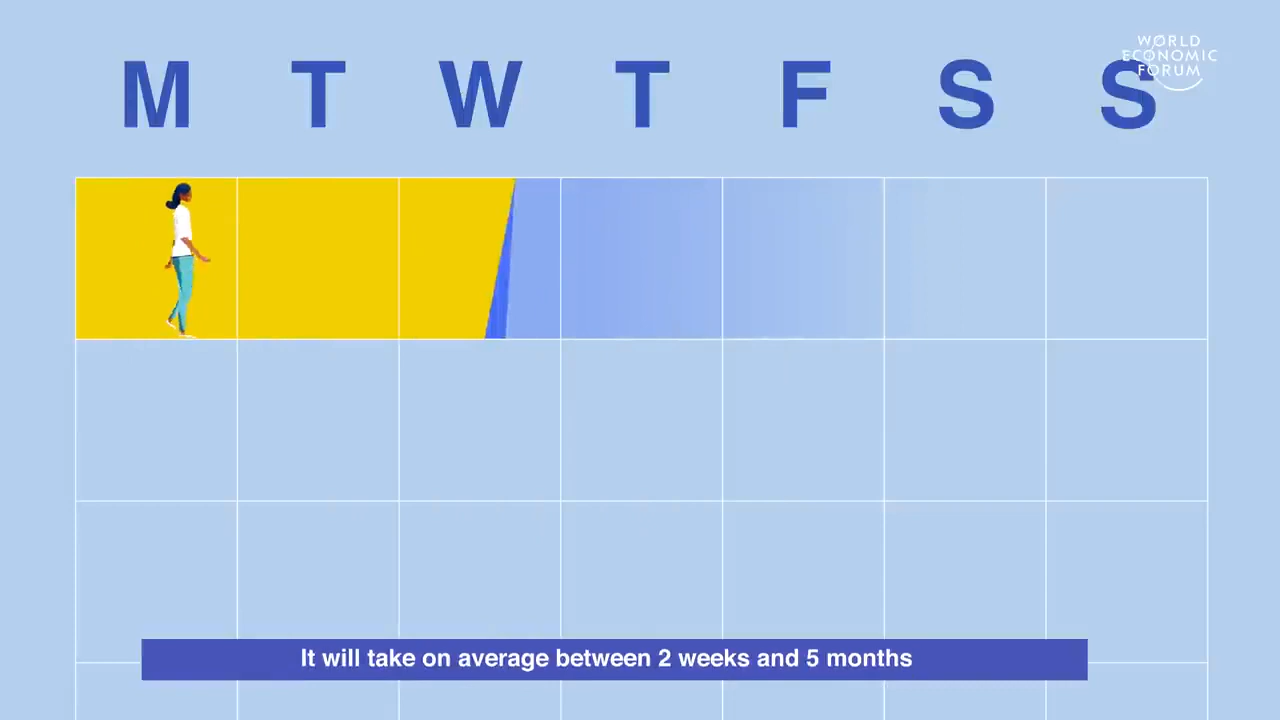 WORLD
ECONOMIC
FORUM
M T W T F S S
It will take on average between 2 weeks and 5 months